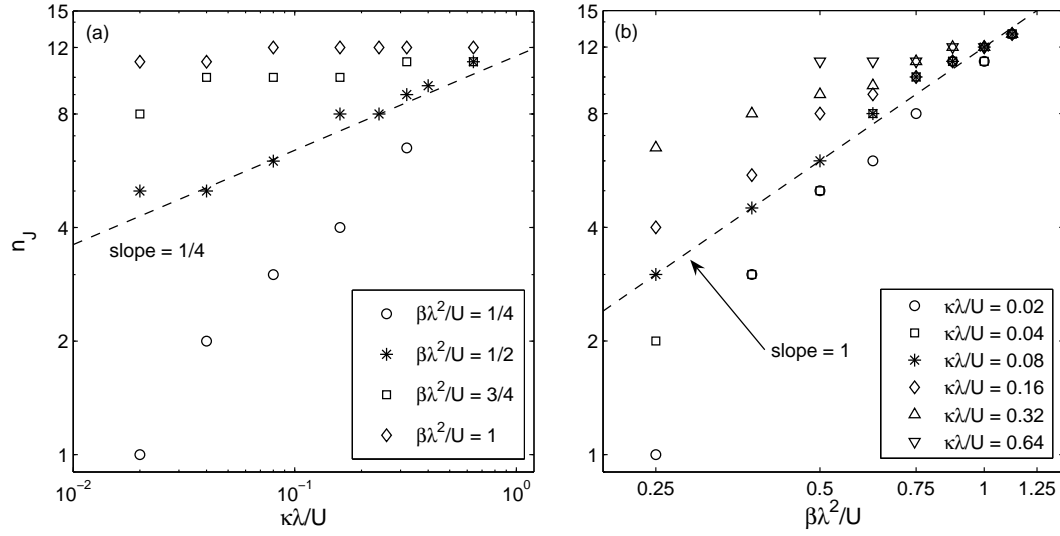 (a)
15
12
8
4
2
1
n_J
slope = 1/4
βλ²/U = 1/4
βλ²/U = 1/2
βλ²/U = 3/4
βλ²/U = 1
10⁻² 10⁻¹ 10⁰
κλ/U
(b)
15
12
8
4
2
1
slope = 1
κλ/U = 0.02
κλ/U = 0.04
κλ/U = 0.08
κλ/U = 0.16
κλ/U = 0.32
κλ/U = 0.64
0.25 0.5 0.75 1 1.25
βλ²/U